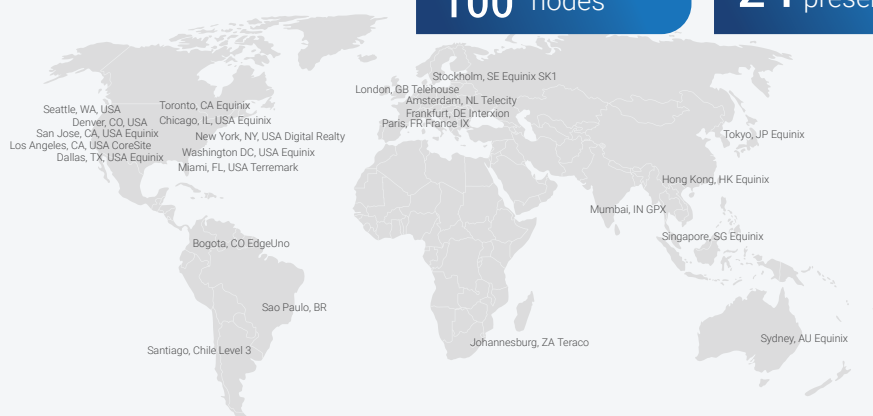 100 nodes
presen
Stockholm, SE Equinix SK1
London, GB Telehouse
Amsterdam, NL Telecity
Frankfurt, DE Interxion
Paris, FR France IX
Seattle, WA, USA
Denver, CO, USA
San Jose, CA, USA Equinix
Los Angeles, CA, USA CoreSite
Dallas, TX, USA Equinix
Toronto, CA Equinix
Chicago, IL, USA Equinix
New York, NY, USA Digital Realty
Washington DC, USA Equinix
Miami, FL, USA Terremark
Tokyo, JP Equinix
Hong Kong, HK Equinix
Mumbai, IN GPX
Singapore, SG Equinix
Bogota, CO EdgeUno
Sao Paulo, BR
Santiago, Chile Level 3
Johannesburg, ZA Teraco
Sydney, AU Equinix